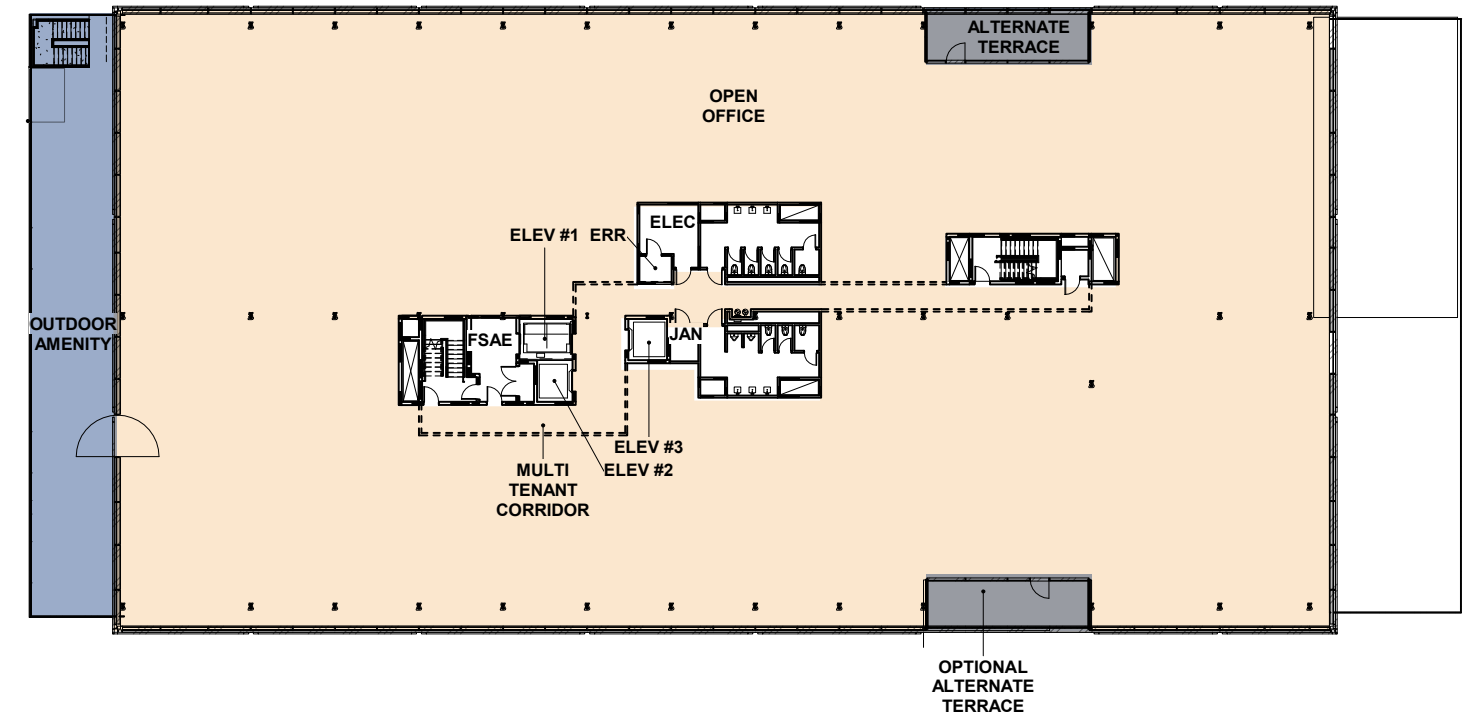 ALTERNATE
TERRACE
OPEN
OFFICE
ELEC
ELEV #1
ERR
OUTDOOR
AMENITY
FSAE
JAN
ELEV #3
ELEV #2
MULTI
TENANT
CORRIDOR
OPTIONAL
ALTERNATE
TERRACE